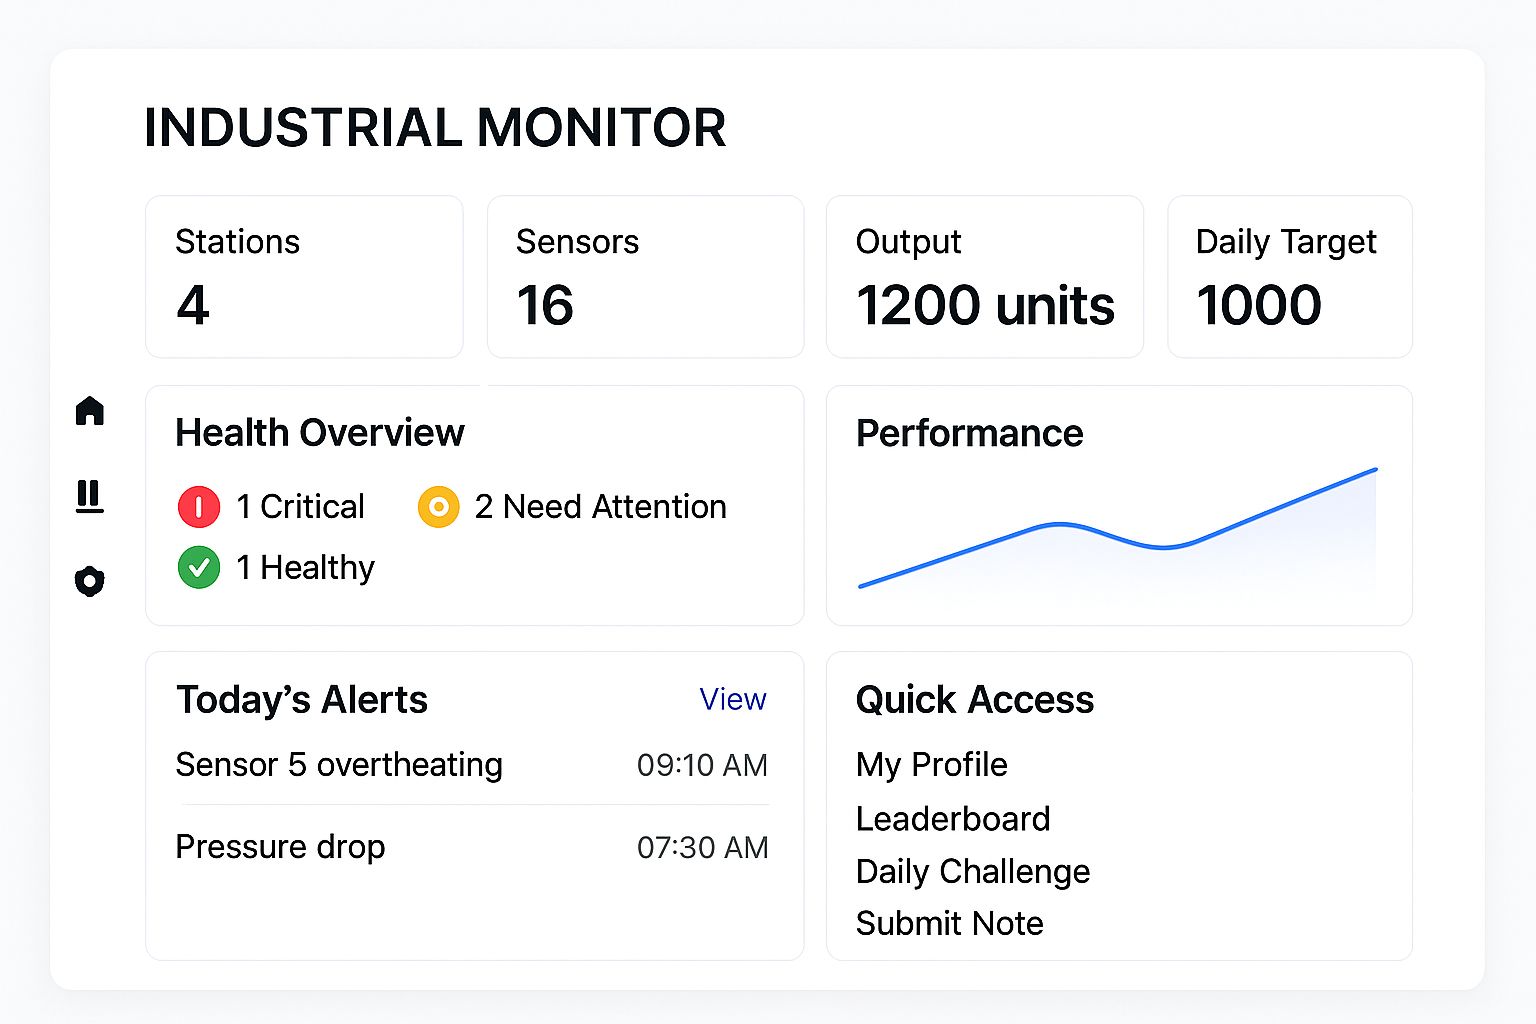 INDUSTRIAL MONITOR
Stations
4
Sensors
16
Output
1200 units
Daily Target
1000
Health Overview
1 Critical
2 Need Attention
1 Healthy
Performance
Today’s Alerts
View
Sensor 5 overtheating
09:10 AM
Pressure drop
07:30 AM
Quick Access
My Profile
Leaderboard
Daily Challenge
Submit Note